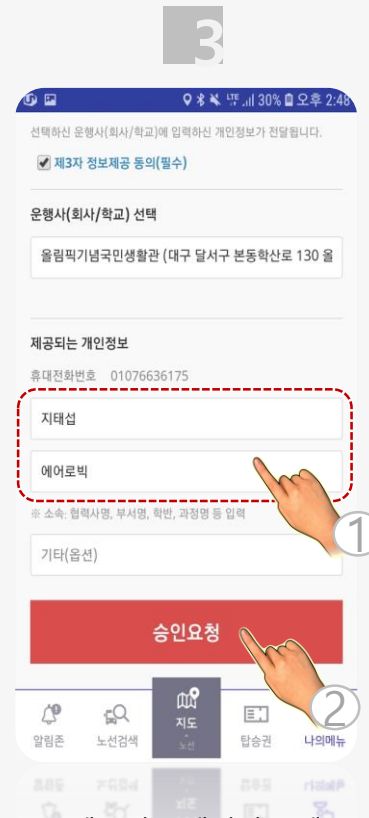 3
LTE 30% 오후 2:48
선택하신 운행사(회사/학교)에 입력하신 개인정보가 전달됩니다.
제3자 정보제공 동의(필수)
운행사(회사/학교) 선택
올림픽기념국민생활관 (대구 달서구 본동학산로 130 올
제공되는 개인정보
휴대전화번호 01076636175
지태섭
에어로빅
※ 소속: 협력사명, 부서명, 학반, 과정명 등 입력
1
기타(옵션)
승인요청
2
알림존 노선검색 지도 노선 탑승권 나의메뉴